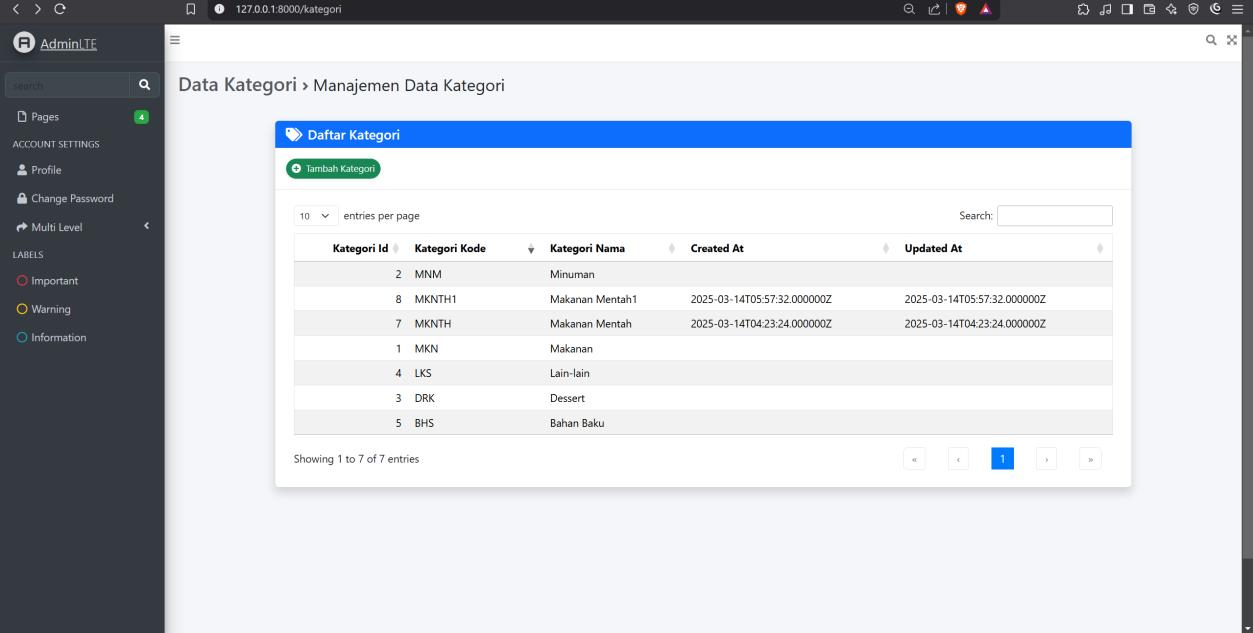 127.0.0.1:8000/kategori
AdminLTE
search
Pages 4
ACCOUNT SETTINGS
Profile
Change Password
Multi Level
LABELS
Important
Warning
Information
Data Kategori › Manajemen Data Kategori
Daftar Kategori
Tambah Kategori
10 entries per page Search:
Kategori Id Kategori Kode Kategori Nama Created At Updated At
2 MNM Minuman
8 MKNTH1 Makanan Mentah1 2025-03-14T05:57:32.000000Z 2025-03-14T05:57:32.000000Z
7 MKNTH Makanan Mentah 2025-03-14T04:23:24.000000Z 2025-03-14T04:23:24.000000Z
1 MKN Makanan
4 LKS Lain-lain
3 DRK Dessert
5 BHS Bahan Baku
Showing 1 to 7 of 7 entries « ‹ 1 › »